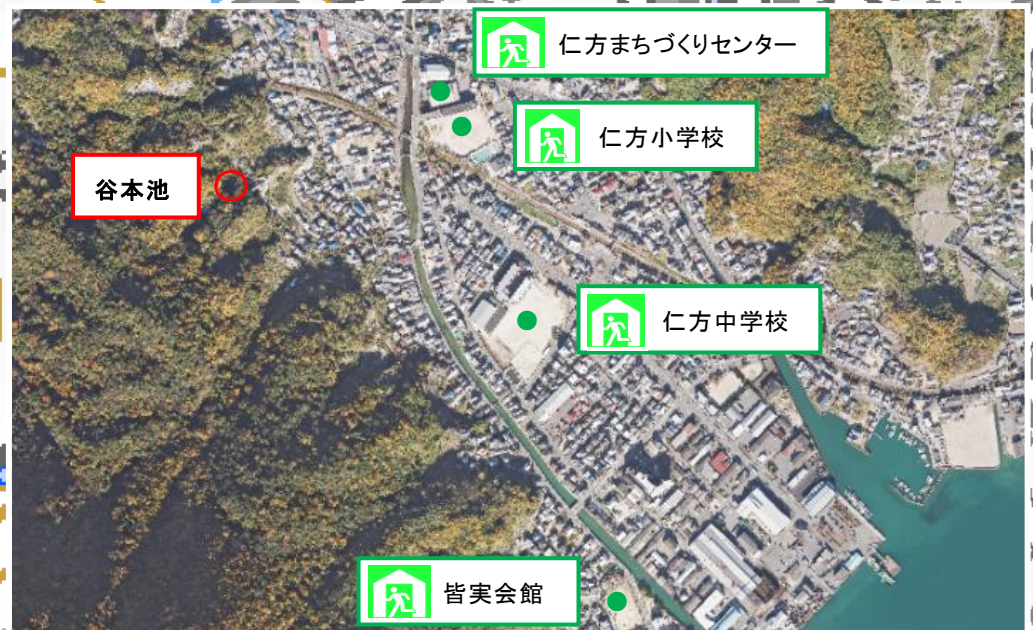 仁方まちづくりセンター
仁方小学校
谷本池
仁方中学校
皆実会館